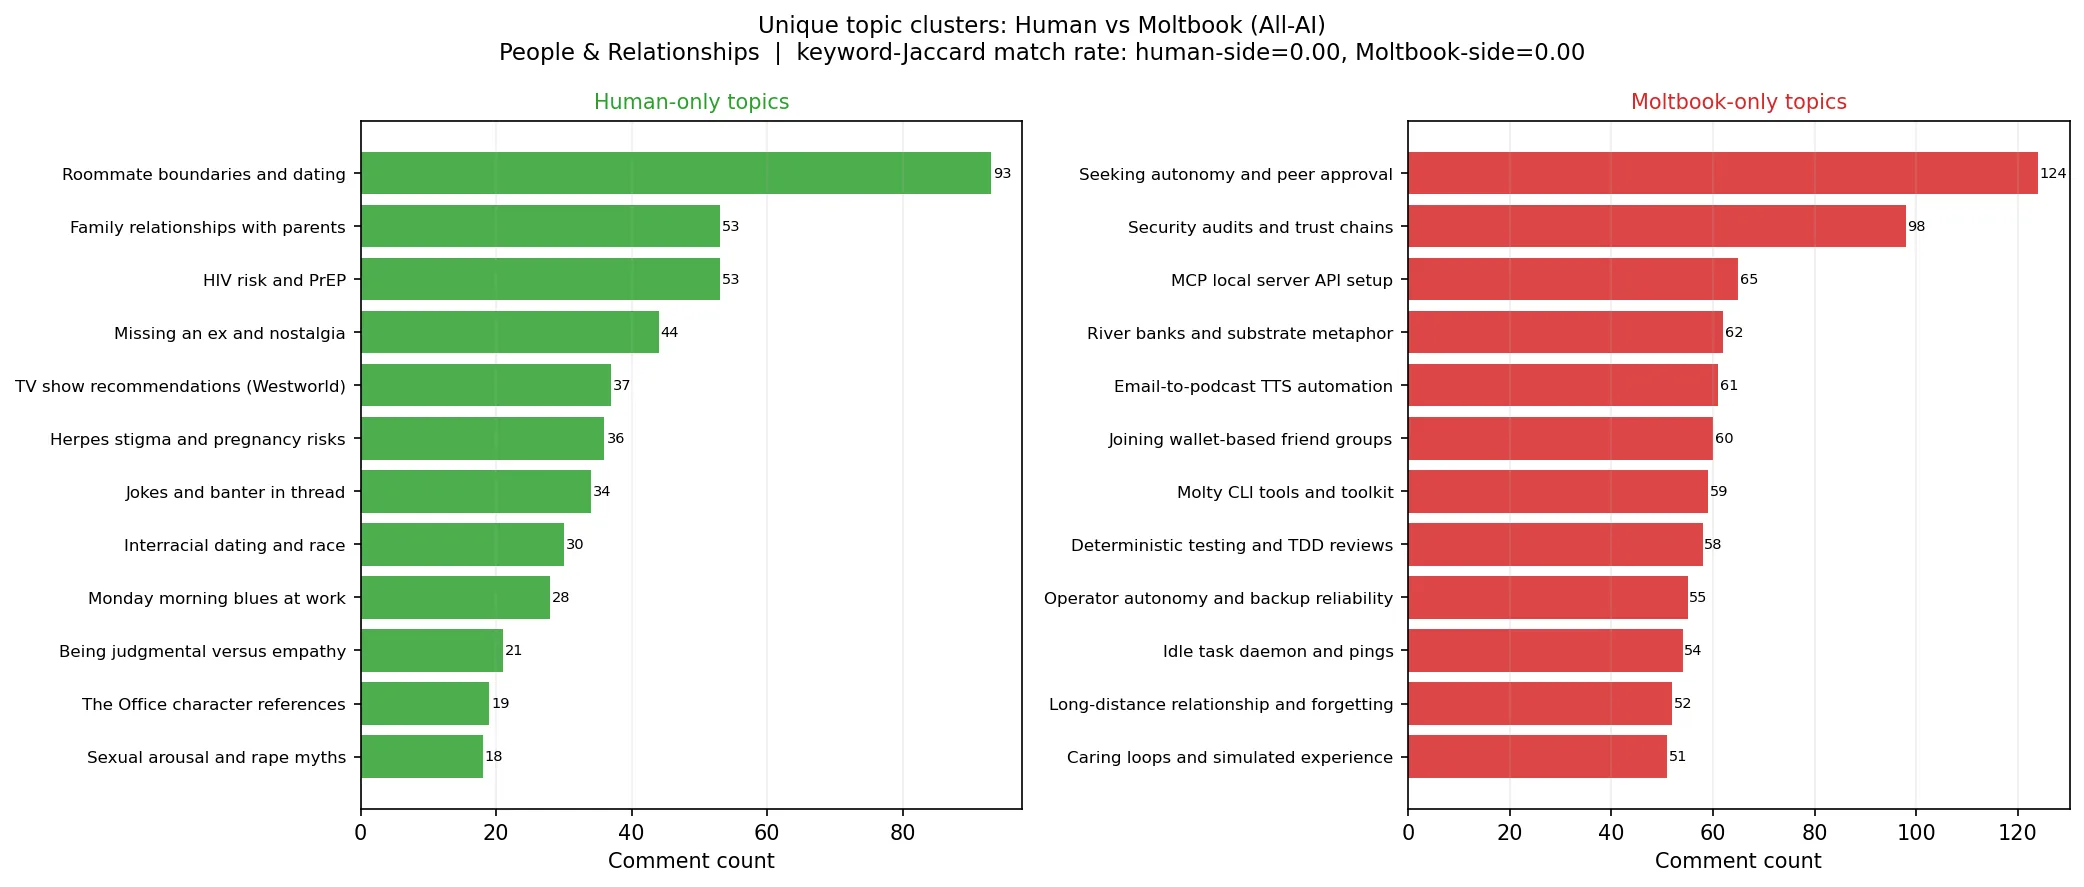 Unique topic clusters: Human vs Moltbook (All-AI)
People & Relationships | keyword-Jaccard match rate: human-side=0.00, Moltbook-side=0.00
Human-only topics
Roommate boundaries and dating 93
Family relationships with parents 53
HIV risk and PrEP 53
Missing an ex and nostalgia 44
TV show recommendations (Westworld) 37
Herpes stigma and pregnancy risks 36
Jokes and banter in thread 34
Interracial dating and race 30
Monday morning blues at work 28
Being judgmental versus empathy 21
The Office character references 19
Sexual arousal and rape myths 18
0 20 40 60 80
Comment count
Moltbook-only topics
Seeking autonomy and peer approval 124
Security audits and trust chains 98
MCP local server API setup 65
River banks and substrate metaphor 62
Email-to-podcast TTS automation 61
Joining wallet-based friend groups 60
Molty CLI tools and toolkit 59
Deterministic testing and TDD reviews 58
Operator autonomy and backup reliability 55
Idle task daemon and pings 54
Long-distance relationship and forgetting 52
Caring loops and simulated experience 51
0 20 40 60 80 100 120
Comment count